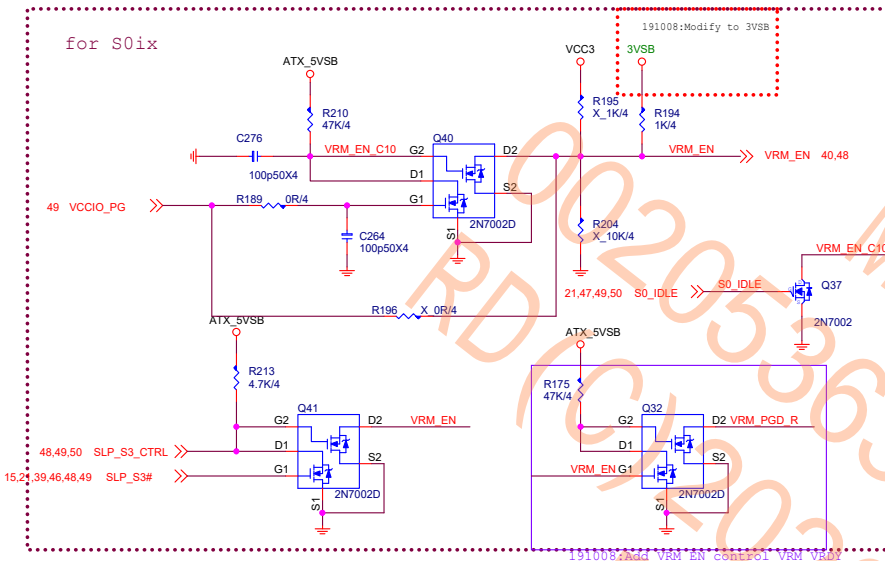 for S0ix
191008:Modify to 3VSB
ATX_5VSB
VCC3
3VSB
R210
47K/4
R195
X_1K/4
R194
1K/4
C276
100p50X4
VRM_EN_C10
Q40
G2
D2
D1
S2
G1
S1
2N7002D
VRM_EN
VRM_EN 40,48
49 VCCIO_PG
R189
0R/4
C264
100p50X4
R204
X_10K/4
VRM_EN_C10
21,47,49,50 S0_IDLE
S0_IDLE
Q37
2N7002
R196
X_0R/4
ATX_5VSB
R213
4.7K/4
Q41
G2
D2
VRM_EN
48,49,50 SLP_S3_CTRL
D1
S2
15,21,39,46,48,49 SLP_S3#
G1
S1
2N7002D
ATX_5VSB
R175
47K/4
Q32
G2
D2
VRM_PGD_R
D1
S2
VRM_EN
G1
S1
2N7002D
191008:Add VRM_EN control VRM_VRDY
0020536
RD(C)202
M